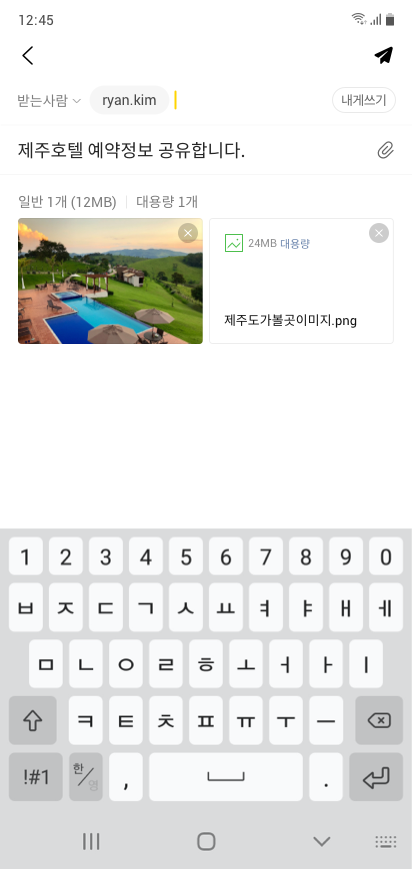 12:45
받는사람 ryan.kim 내게쓰기
제주호텔 예약정보 공유합니다.
일반 1개 (12MB) 대용량 1개
24MB 대용량
제주도가볼곳이미지.png
1 2 3 4 5 6 7 8 9 0
ㅂ ㅈ ㄷ ㄱ ㅅ ㅛ ㅕ ㅑ ㅐ ㅔ
ㅁ ㄴ ㅇ ㄹ ㅎ ㅗ ㅓ ㅏ ㅣ
ㅋ ㅌ ㅊ ㅍ ㅠ ㅜ ㅡ
!#1 한/영 , .